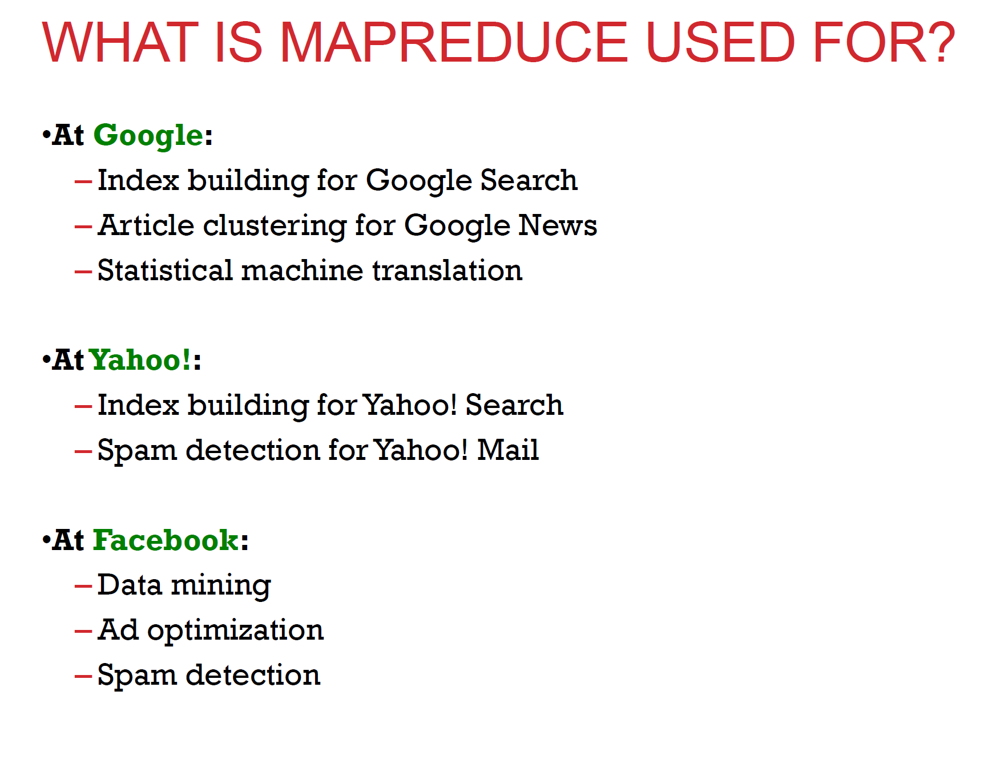 WHAT IS MAPREDUCE USED FOR?
•At Google:
– Index building for Google Search
– Article clustering for Google News
– Statistical machine translation
•At Yahoo!:
– Index building for Yahoo! Search
– Spam detection for Yahoo! Mail
•At Facebook:
– Data mining
– Ad optimization
– Spam detection